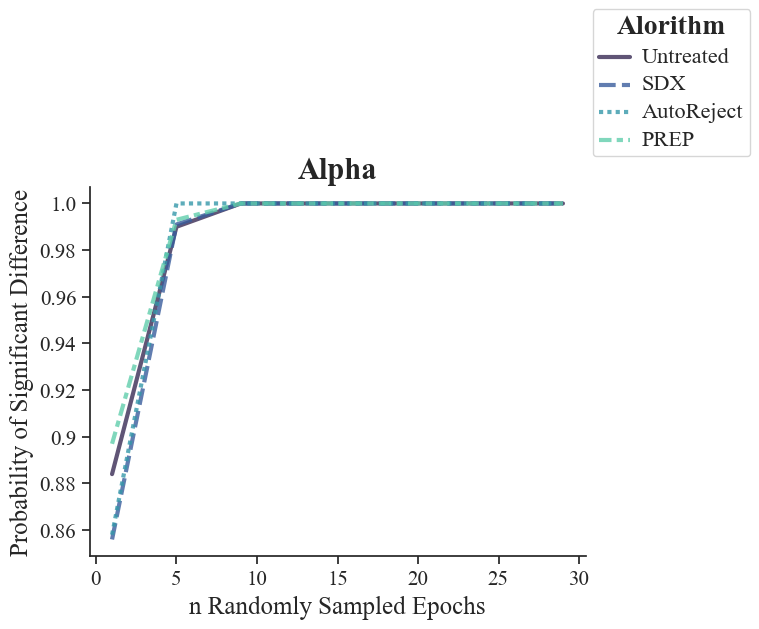 Alorithm
Untreated
SDX
AutoReject
PREP
Alpha
Probability of Significant Difference
1.0
0.98
0.96
0.94
0.92
0.9
0.88
0.86
0 5 10 15 20 25 30
n Randomly Sampled Epochs